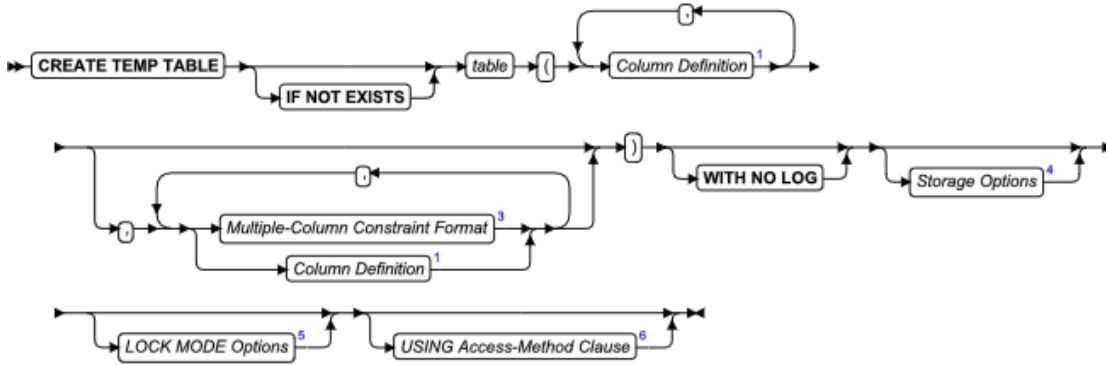 ,
CREATE TEMP TABLE table ( Column Definition 1
IF NOT EXISTS
)
, WITH NO LOG Storage Options 4
, Multiple-Column Constraint Format 3
Column Definition 1
LOCK MODE Options 5 USING Access-Method Clause 6